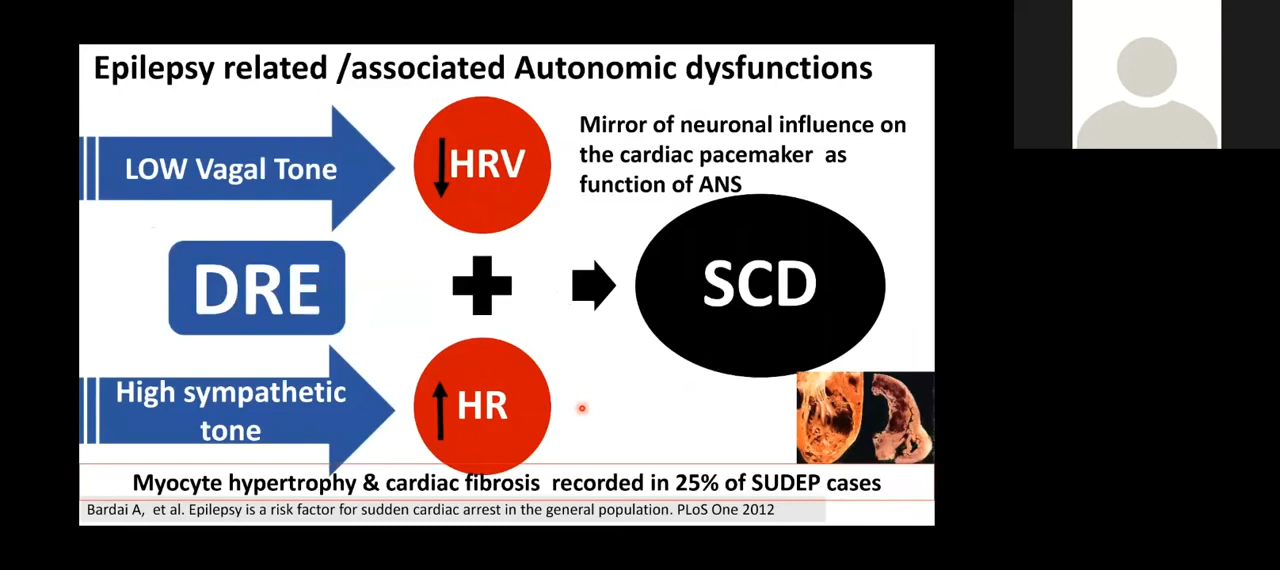 Epilepsy related /associated Autonomic dysfunctions
LOW Vagal Tone
HRV
Mirror of neuronal influence on
the cardiac pacemaker as
function of ANS
DRE
SCD
High sympathetic
tone
HR
Myocyte hypertrophy & cardiac fibrosis recorded in 25% of SUDEP cases
Bardai A, et al. Epilepsy is a risk factor for sudden cardiac arrest in the general population. PLoS One 2012